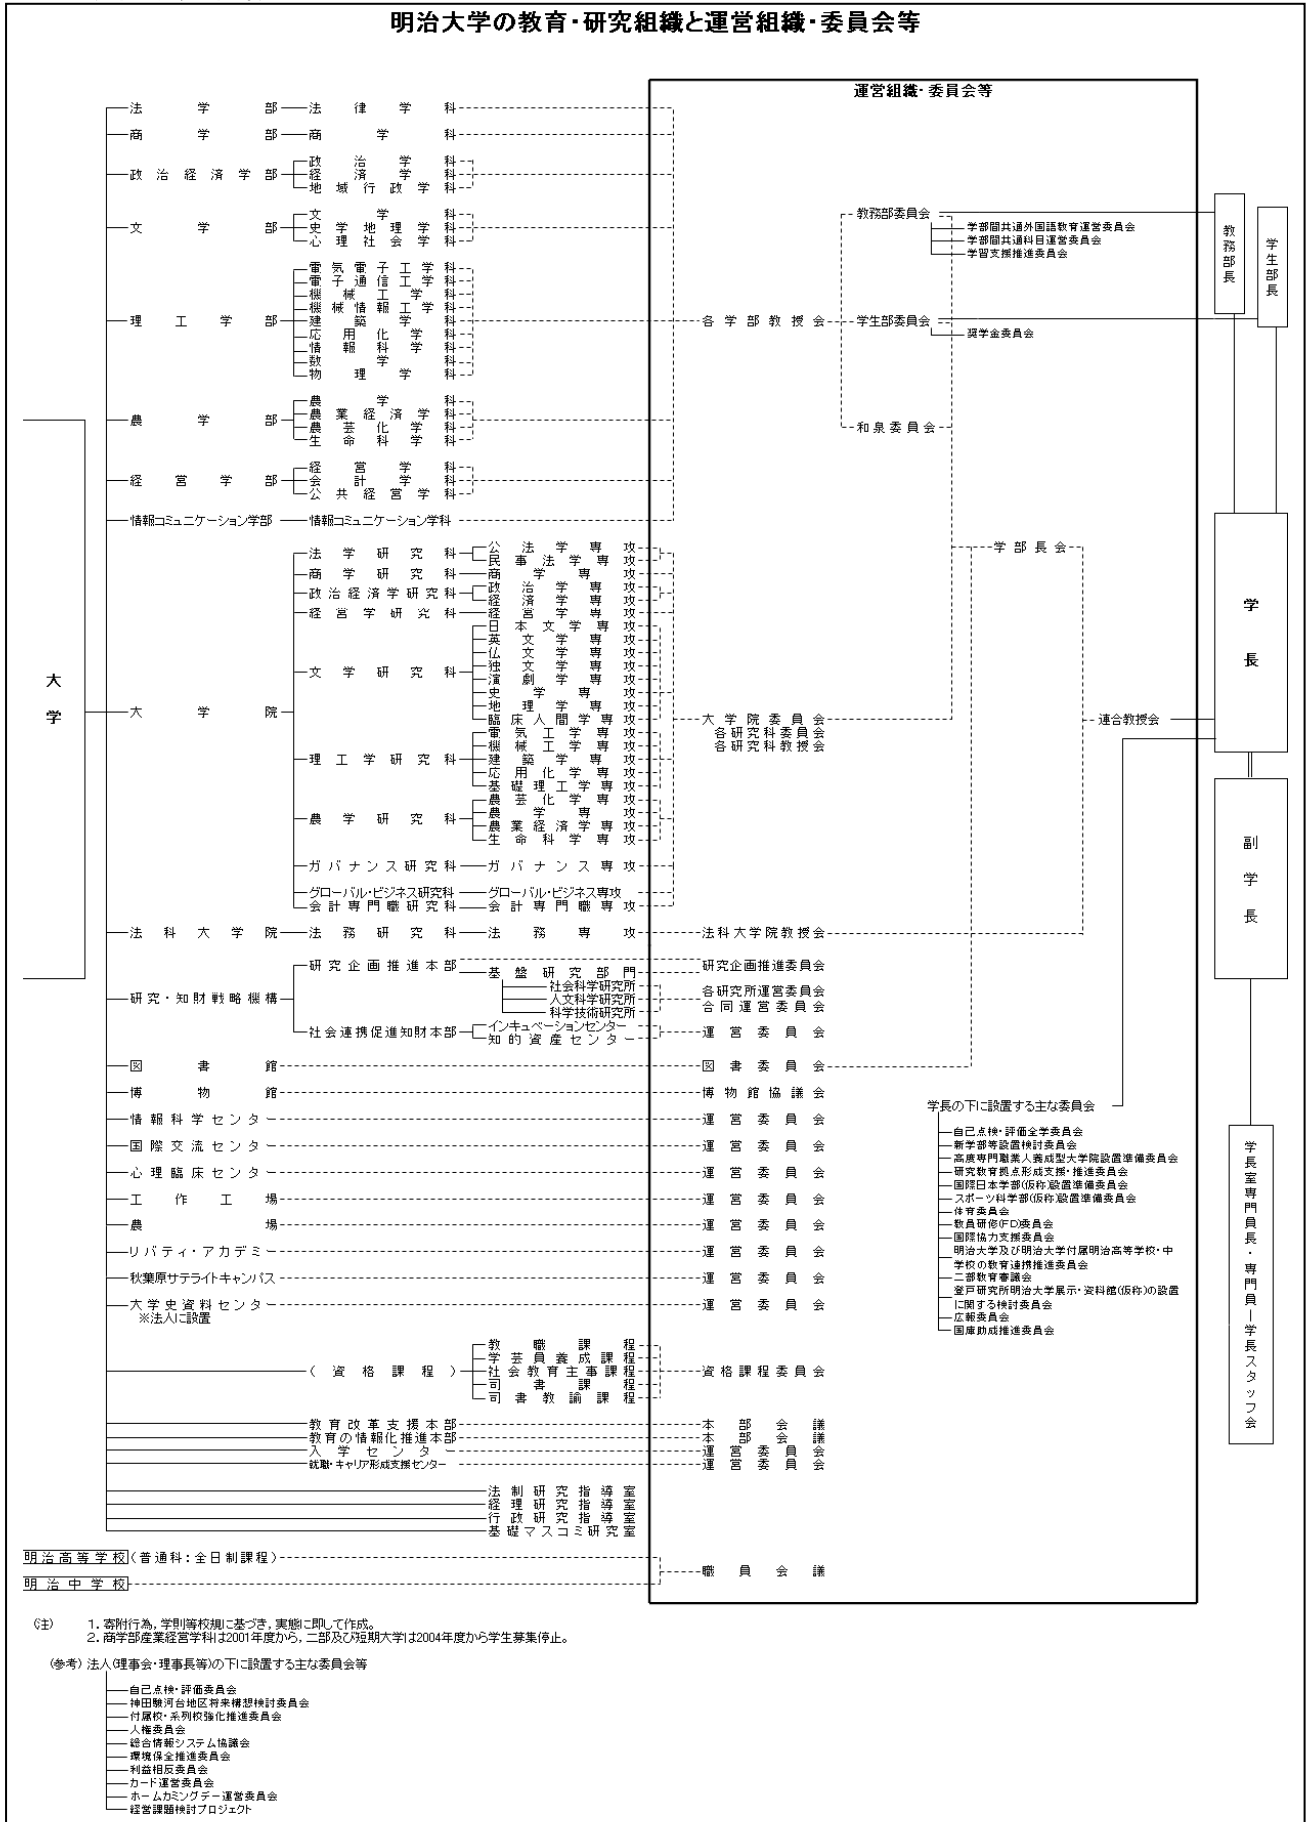 明治大学の教育・研究組織と運営組織・委員会等
運営組織・委員会等
法学部 法律学科
商学部 商学科
政治経済学部
政治学科
経済学科
地域行政学科
文学部
文学科
史学地理学科
心理社会学科
理工学部
電気電子工学科
電子通信工学科
機械工学科
機械情報工学科
建築学科
応用化学科
情報科学科
数学科
物理学科
農学部
農学科
農業経済学科
農芸化学科
生命科学科
経営学部
経営学科
会計学科
公共経営学科
情報コミュニケーション学部 情報コミュニケーション学科
各学部教授会
教務部委員会
学部間共通外国語教育運営委員会
学部間共通科目運営委員会
学習支援推進委員会
学生部委員会
奨学金委員会
和泉委員会
教務部長
学生部長
大学
大学院
法学研究科
公法学専攻
民事法学専攻
商学研究科 商学専攻
政治経済学研究科
政治学専攻
経済学専攻
経営学研究科 経営学専攻
文学研究科
日本文学専攻
英文学専攻
仏文学専攻
独文学専攻
演劇学専攻
史学専攻
地理学専攻
臨床人間学専攻
理工学研究科
電気工学専攻
機械工学専攻
建築学専攻
応用化学専攻
基礎理工学専攻
農学研究科
農芸化学専攻
農学専攻
農業経済学専攻
生命科学専攻
ガバナンス研究科 ガバナンス専攻
グローバル・ビジネス研究科 グローバル・ビジネス専攻
会計専門職研究科 会計専門職専攻
大学院委員会
各研究科委員会
各研究科教授会
学部長会
連合教授会
学長
副学長
法科大学院 法務研究科 法務専攻 法科大学院教授会
研究・知財戦略機構
研究企画推進本部 研究企画推進委員会
基盤研究部門
社会科学研究所
人文科学研究所
科学技術研究所
各研究所運営委員会
合同運営委員会
社会連携促進知財本部
インキュベーションセンター
知的資産センター
運営委員会
図書館 図書委員会
博物館 博物館協議会
情報科学センター 運営委員会
国際交流センター 運営委員会
心理臨床センター 運営委員会
工作工場 運営委員会
農場 運営委員会
リバティ・アカデミー 運営委員会
秋葉原サテライトキャンパス 運営委員会
大学史資料センター 運営委員会
※法人に設置
学長の下に設置する主な委員会
自己点検・評価全学委員会
新学部等設置検討委員会
高度専門職業人養成型大学院設置準備委員会
研究教育拠点形成支援・推進委員会
国際日本学部(仮称)設置準備委員会
スポーツ科学部(仮称)設置準備委員会
体育委員会
教員研修(FD)委員会
国際協力支援委員会
明治大学及び明治大学付属明治高等学校・中
学校の教育連携推進委員会
二部教育審議会
登戸研究所明治大学展示・資料館(仮称)の設置
に関する検討委員会
広報委員会
国庫助成推進委員会
学長室専門員長・専門員―学長スタッフ会
(資格課程)
教職課程
学芸員養成課程
社会教育主事課程
司書課程
司書教諭課程
資格課程委員会
教育改革支援本部 本部会議
教育の情報化推進本部 本部会議
入学センター 運営委員会
就職・キャリア形成支援センター 運営委員会
法制研究指導室
経理研究指導室
行政研究指導室
基礎マスコミ研究室
明治高等学校 (普通科:全日制課程)
明治中学校
職員会議
(注) 1.寄附行為,学則等校規に基づき,実態に即して作成。
2.商学部産業経営学科は2001年度から,二部及び短期大学は2004年度から学生募集停止。
(参考) 法人(理事会・理事長等)の下に設置する主な委員会等
自己点検・評価委員会
神田駿河台地区将来構想検討委員会
付属校・系列校強化推進委員会
人権委員会
総合情報システム協議会
環境保全推進委員会
利益相反委員会
カード運営委員会
ホームカミングデー運営委員会
経営課題検討プロジェクト